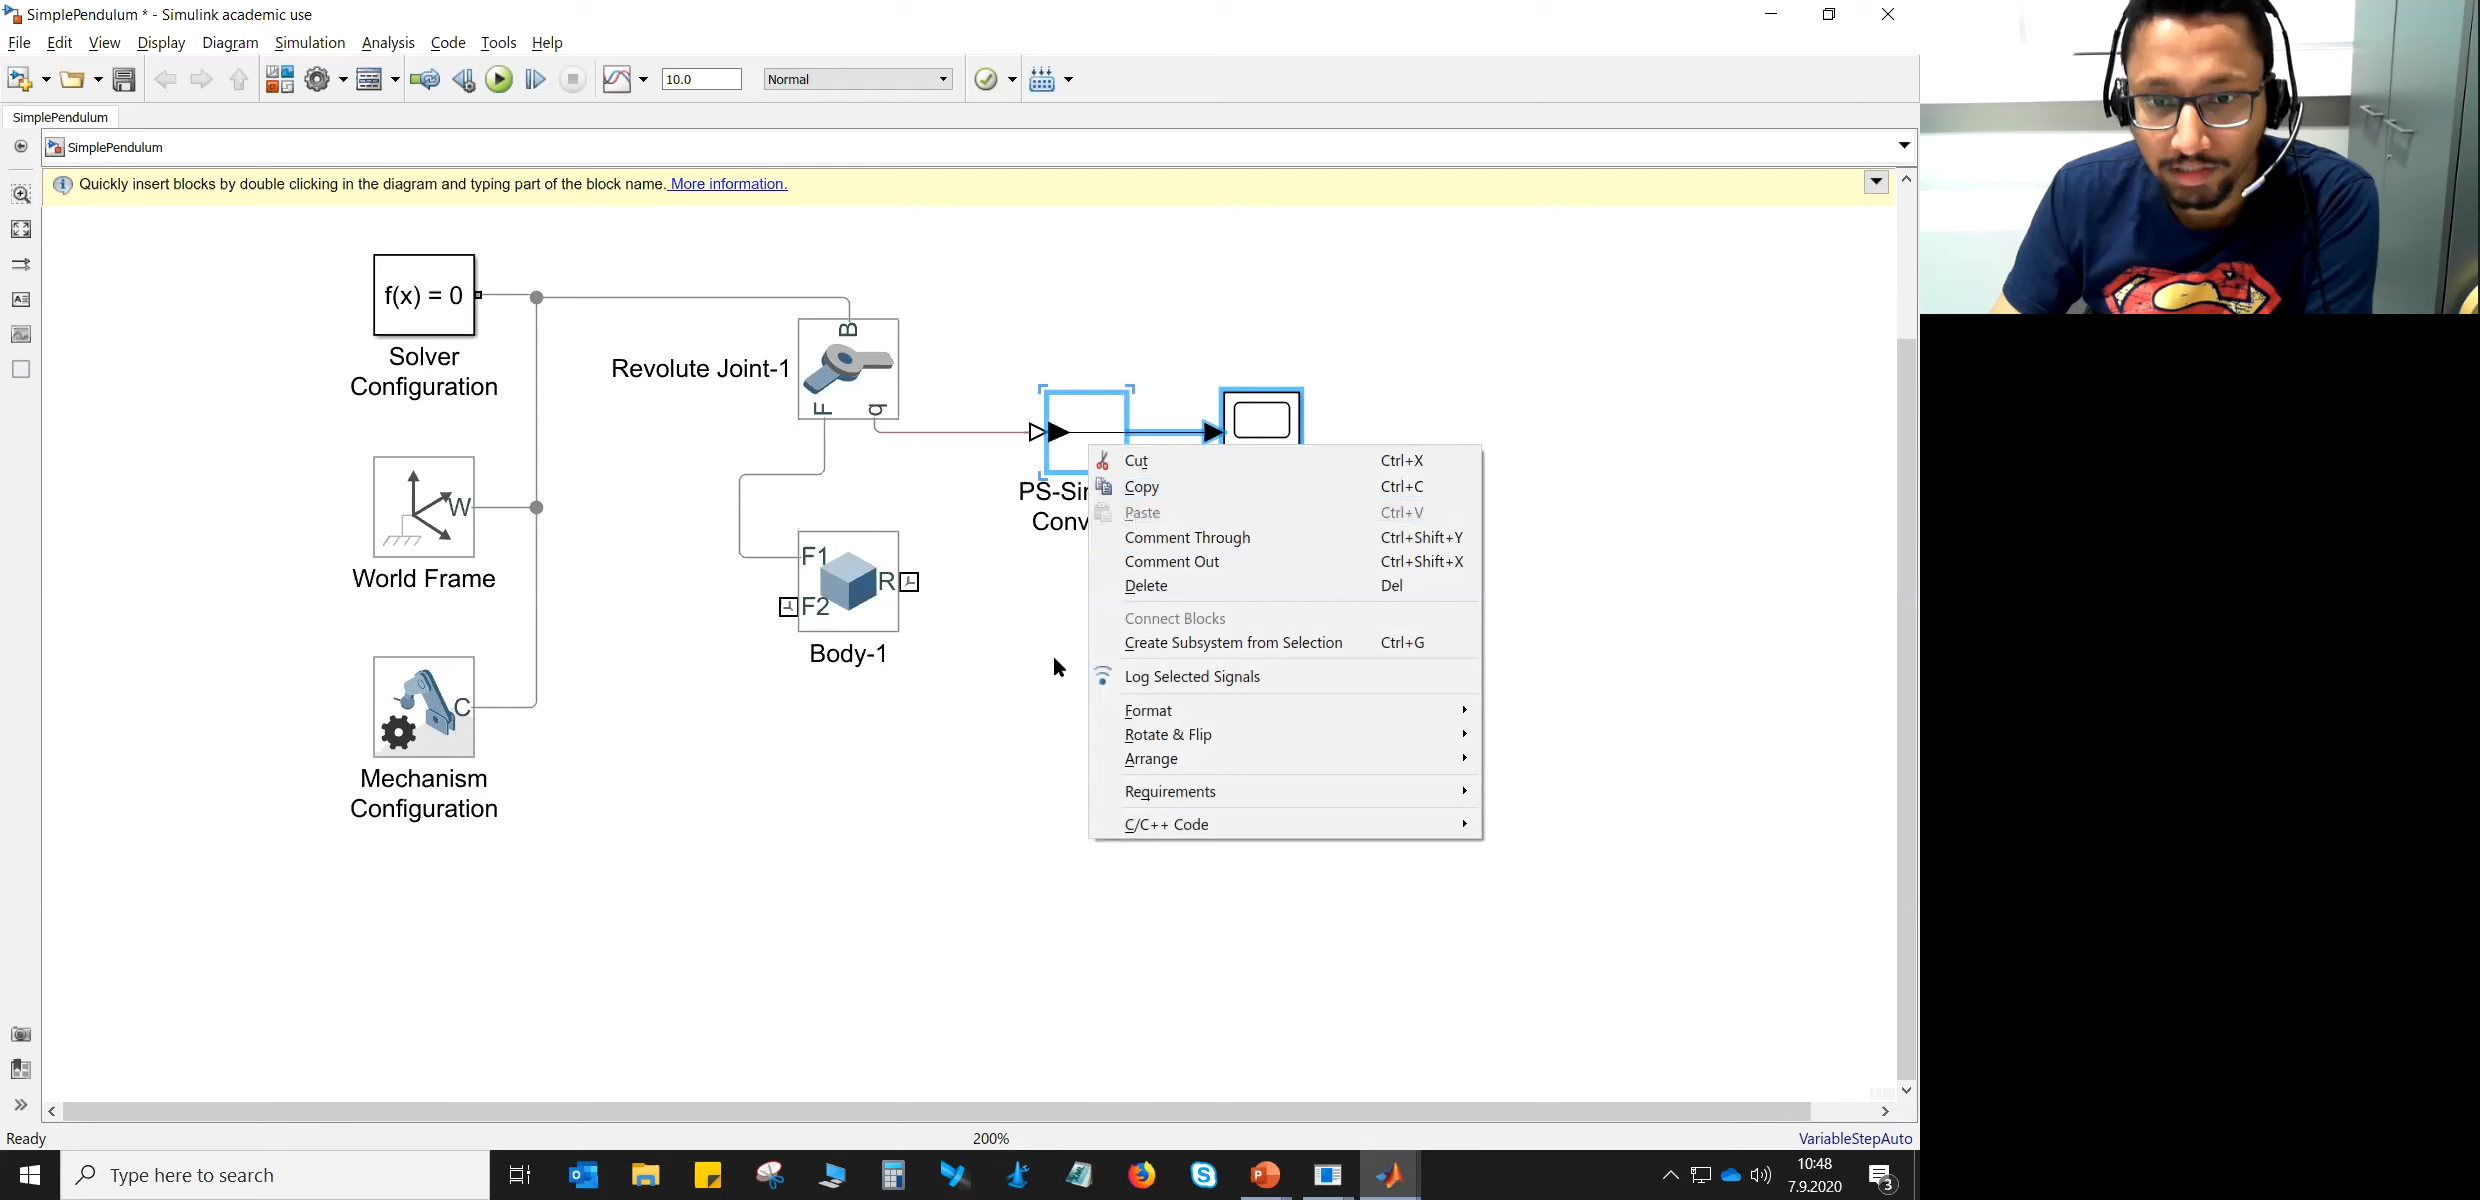 SimplePendulum * - Simulink academic use
File Edit View Display Diagram Simulation Analysis Code Tools Help
10.0 Normal
SimplePendulum
SimplePendulum
Quickly insert blocks by double clicking in the diagram and typing part of the block name. More information.
f(x) = 0
Solver
Configuration
B
Revolute Joint-1
F q
W
World Frame
F1
R
F2
Body-1
C
Mechanism
Configuration
PS-Sim
Conv
Cut Ctrl+X
Copy Ctrl+C
Paste Ctrl+V
Comment Through Ctrl+Shift+Y
Comment Out Ctrl+Shift+X
Delete Del
Connect Blocks
Create Subsystem from Selection Ctrl+G
Log Selected Signals
Format
Rotate & Flip
Arrange
Requirements
C/C++ Code
Ready 200% VariableStepAuto
Type here to search
10:48
7.9.2020
3